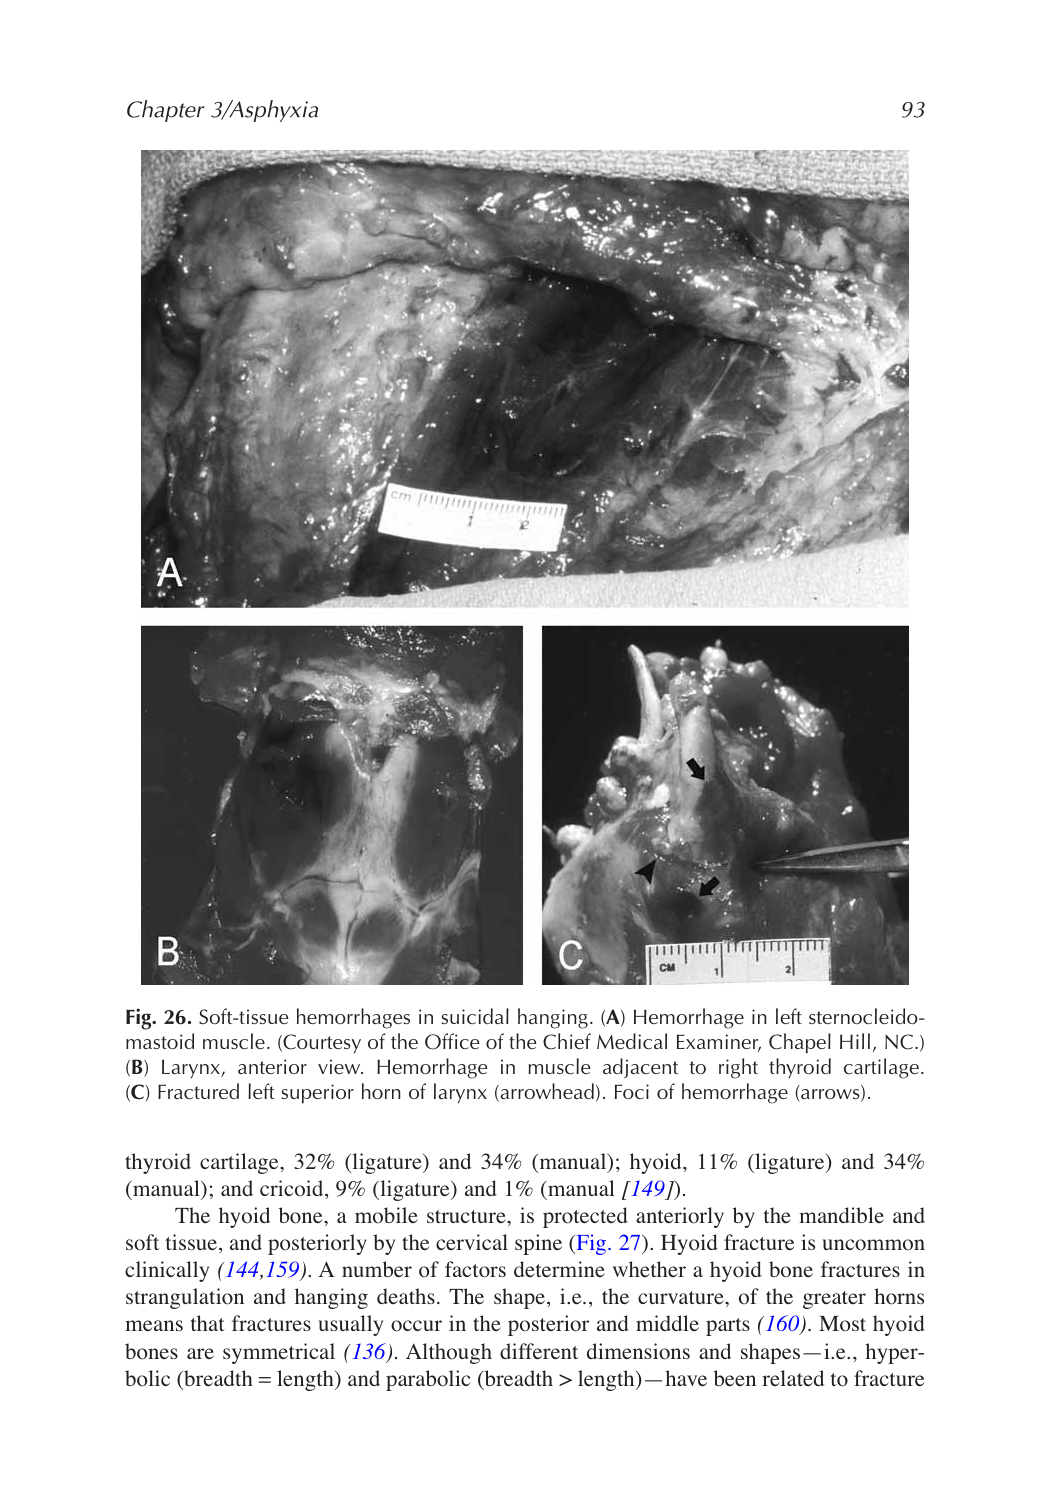 Chapter 3/Asphyxia 93
cm 1 2
A
B
C
CM 1 2
Fig. 26. Soft-tissue hemorrhages in suicidal hanging. (A) Hemorrhage in left sternocleido-
mastoid muscle. (Courtesy of the Office of the Chief Medical Examiner, Chapel Hill, NC.)
(B) Larynx, anterior view. Hemorrhage in muscle adjacent to right thyroid cartilage.
(C) Fractured left superior horn of larynx (arrowhead). Foci of hemorrhage (arrows).
thyroid cartilage, 32% (ligature) and 34% (manual); hyoid, 11% (ligature) and 34%
(manual); and cricoid, 9% (ligature) and 1% (manual [149]).
The hyoid bone, a mobile structure, is protected anteriorly by the mandible and
soft tissue, and posteriorly by the cervical spine (Fig. 27). Hyoid fracture is uncommon
clinically (144,159). A number of factors determine whether a hyoid bone fractures in
strangulation and hanging deaths. The shape, i.e., the curvature, of the greater horns
means that fractures usually occur in the posterior and middle parts (160). Most hyoid
bones are symmetrical (136). Although different dimensions and shapes—i.e., hyper-
bolic (breadth = length) and parabolic (breadth > length)—have been related to fracture